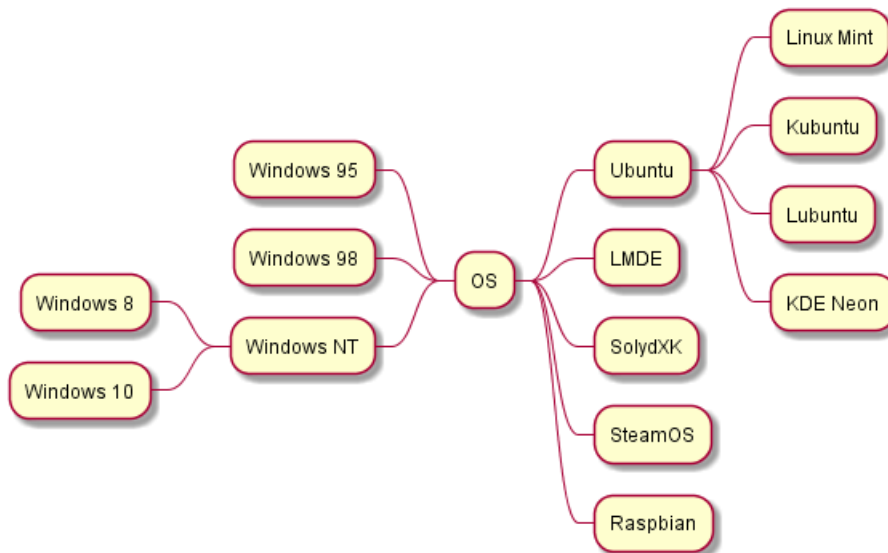 Linux Mint
Kubuntu
Windows 95
Ubuntu
Lubuntu
Windows 98
LMDE
OS
Windows 8
KDE Neon
Windows NT
SolydXK
Windows 10
SteamOS
Raspbian